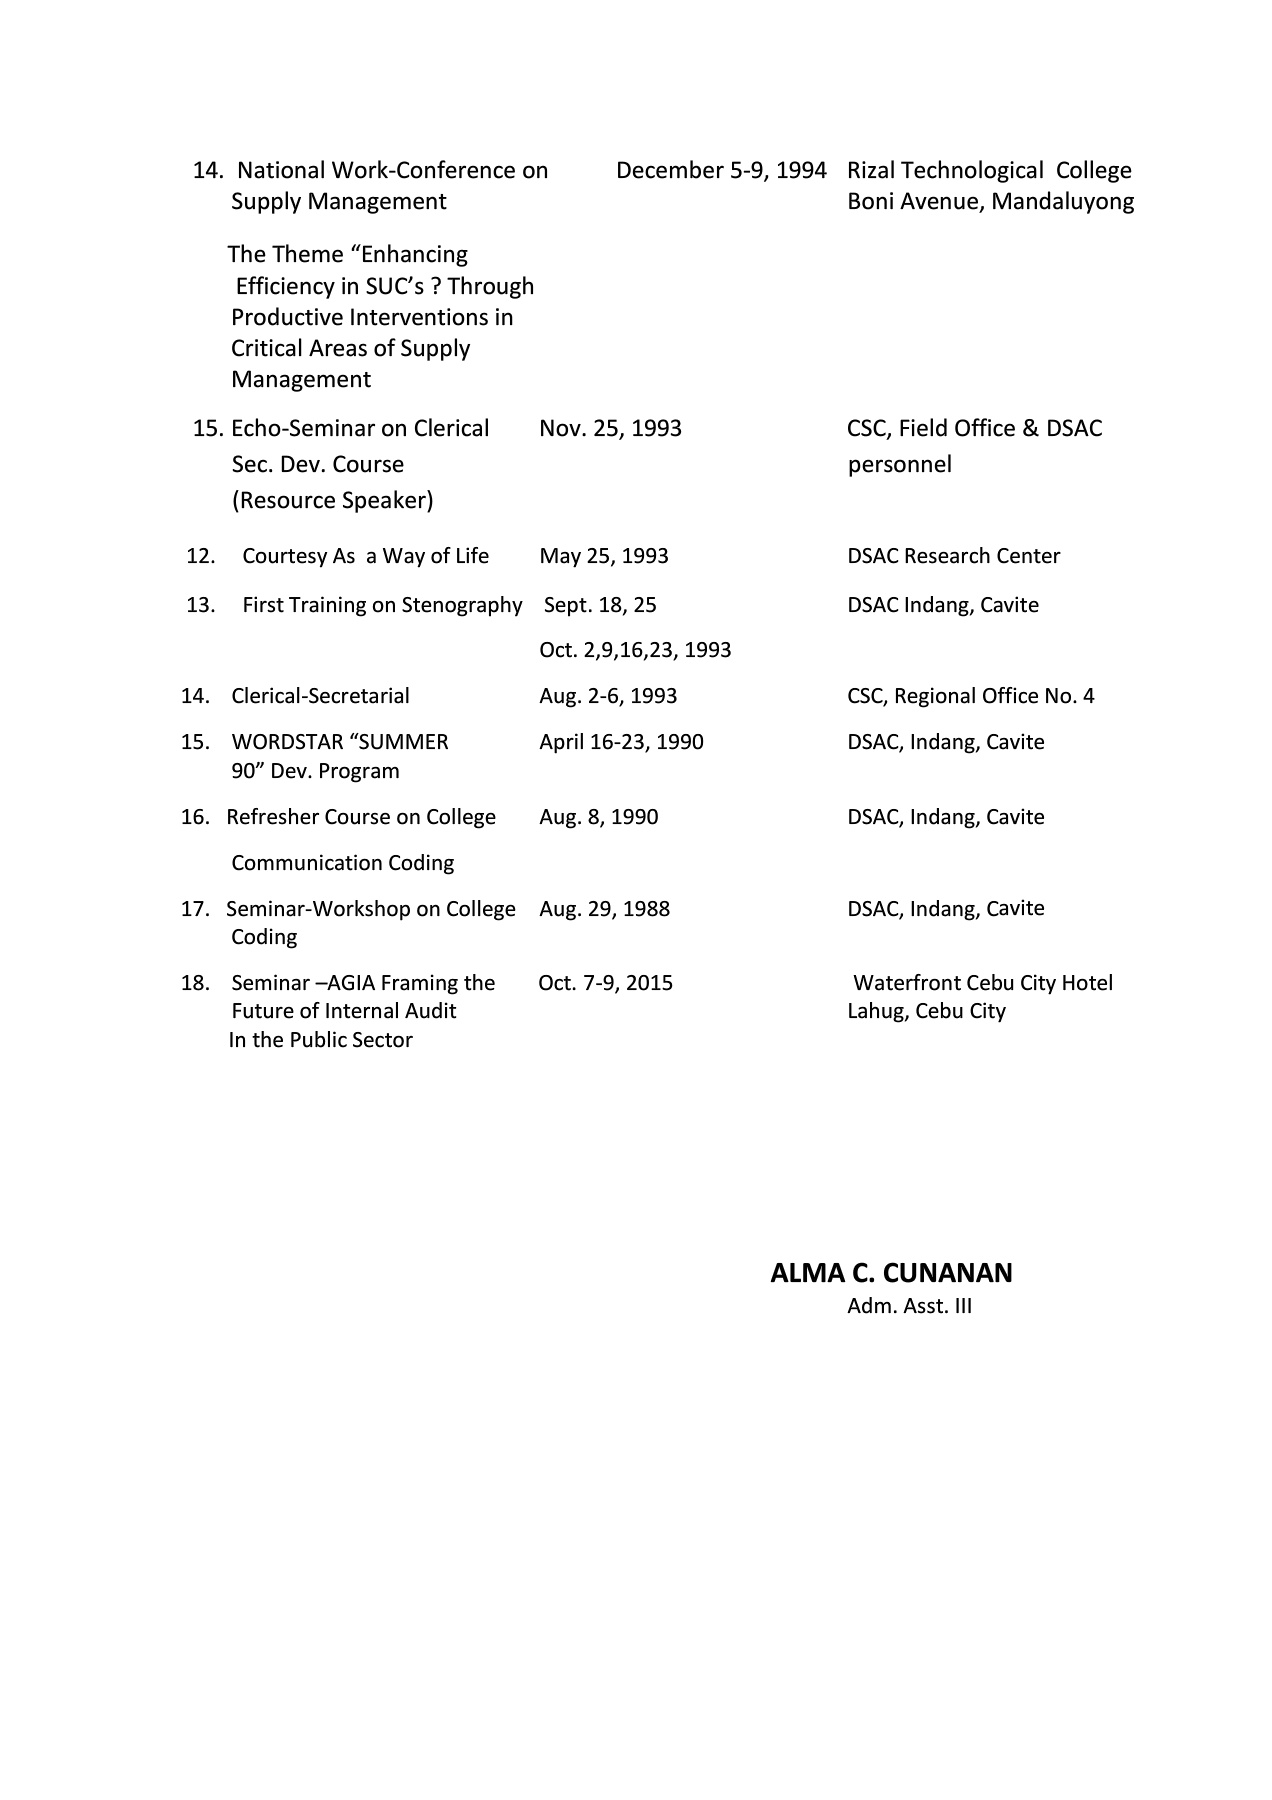 14. National Work-Conference on December 5-9, 1994 Rizal Technological College
Supply Management Boni Avenue, Mandaluyong
The Theme “Enhancing
Efficiency in SUC’s ? Through
Productive Interventions in
Critical Areas of Supply
Management
15. Echo-Seminar on Clerical Nov. 25, 1993 CSC, Field Office & DSAC
Sec. Dev. Course personnel
(Resource Speaker)
12. Courtesy As a Way of Life May 25, 1993 DSAC Research Center
13. First Training on Stenography Sept. 18, 25 DSAC Indang, Cavite
Oct. 2,9,16,23, 1993
14. Clerical-Secretarial Aug. 2-6, 1993 CSC, Regional Office No. 4
15. WORDSTAR “SUMMER April 16-23, 1990 DSAC, Indang, Cavite
90” Dev. Program
16. Refresher Course on College Aug. 8, 1990 DSAC, Indang, Cavite
Communication Coding
17. Seminar-Workshop on College Aug. 29, 1988 DSAC, Indang, Cavite
Coding
18. Seminar –AGIA Framing the Oct. 7-9, 2015 Waterfront Cebu City Hotel
Future of Internal Audit Lahug, Cebu City
In the Public Sector
ALMA C. CUNANAN
Adm. Asst. III